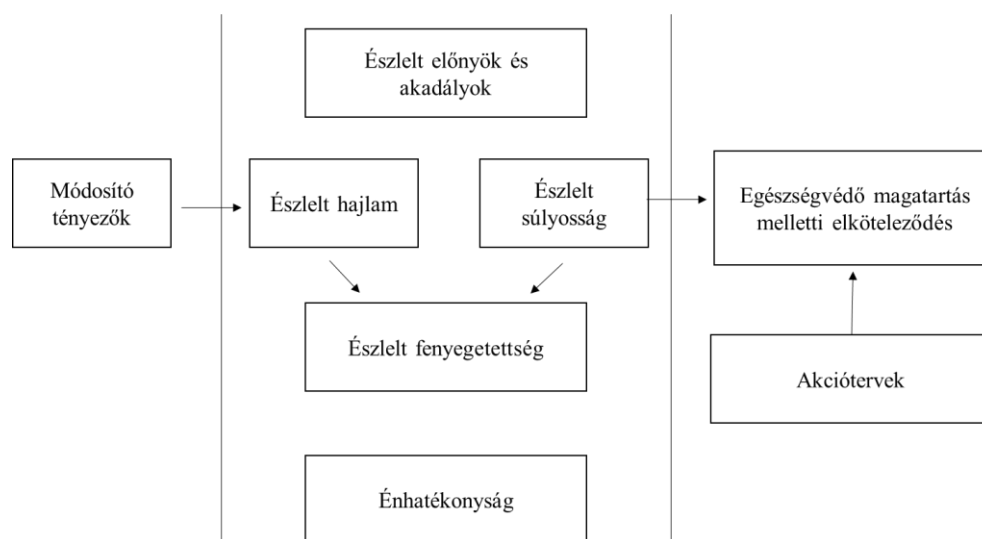 Észlelt előnyök és
akadályok
Módosító
tényezők
Észlelt hajlam
Észlelt
súlyosság
Egészségvédő magatartás
melletti elköteleződés
Észlelt fenyegetettség
Akciótervek
Énhatékonyság